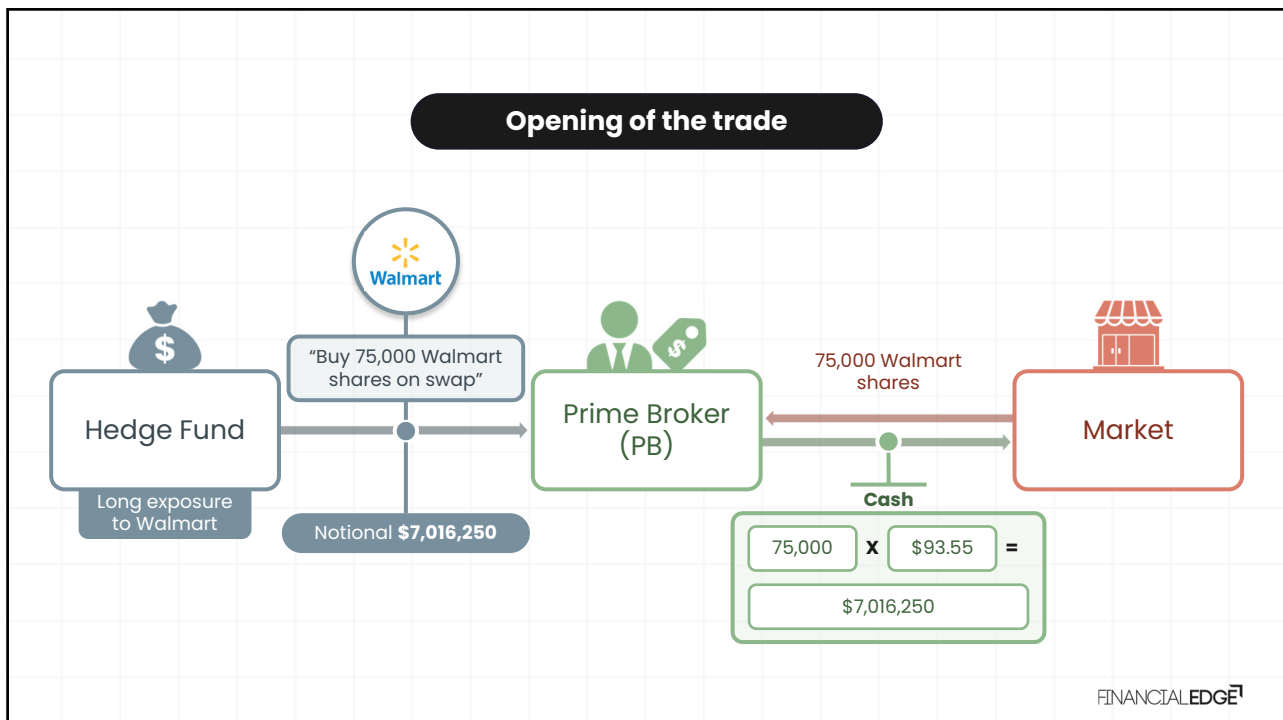 Opening of the trade
Walmart
“Buy 75,000 Walmart
shares on swap”
$
Hedge Fund
Long exposure
to Walmart
Notional $7,016,250
$
Prime Broker
(PB)
75,000 Walmart
shares
Market
Cash
75,000 X $93.55 =
$7,016,250
FINANCIALEDGE